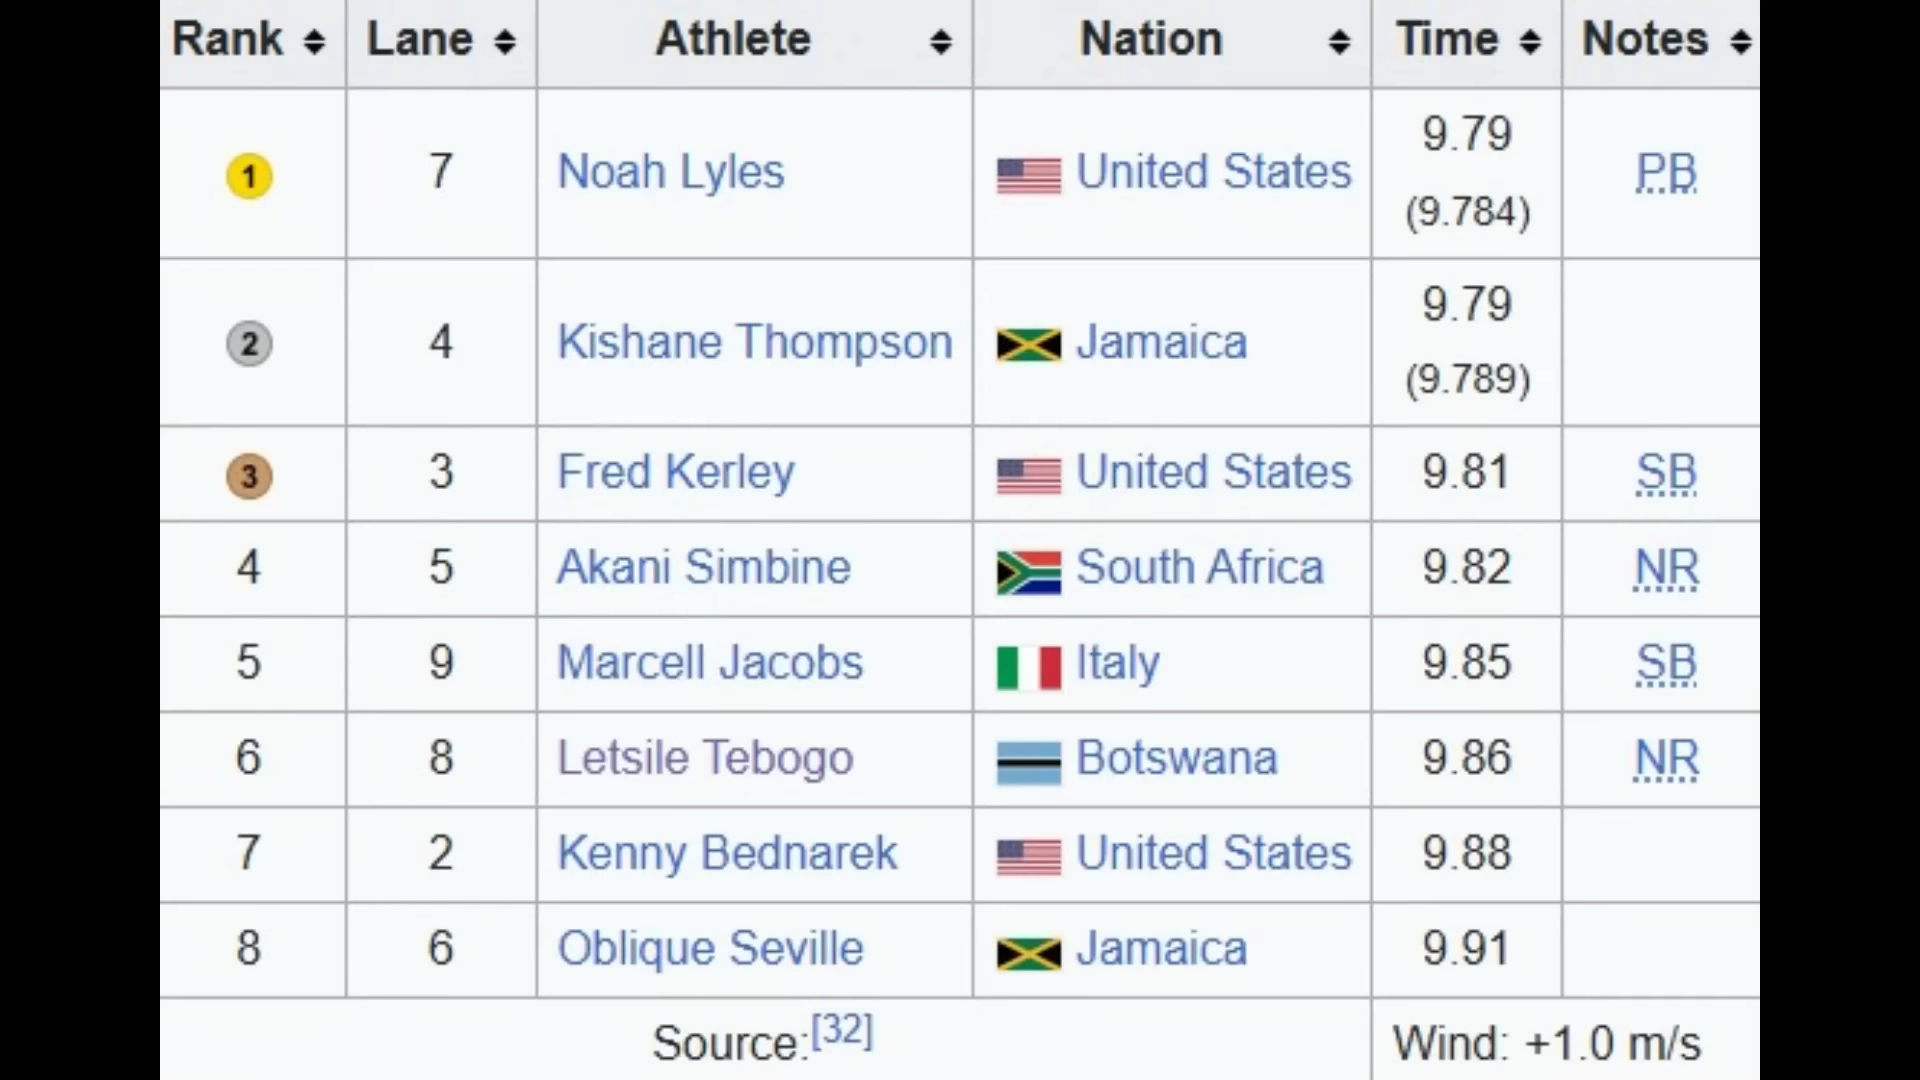 Rank Lane Athlete Nation Time Notes
1 7 Noah Lyles United States 9.79 (9.784) PB
2 4 Kishane Thompson Jamaica 9.79 (9.789)
3 3 Fred Kerley United States 9.81 SB
4 5 Akani Simbine South Africa 9.82 NR
5 9 Marcell Jacobs Italy 9.85 SB
6 8 Letsile Tebogo Botswana 9.86 NR
7 2 Kenny Bednarek United States 9.88
8 6 Oblique Seville Jamaica 9.91
Source:[32] Wind: +1.0 m/s